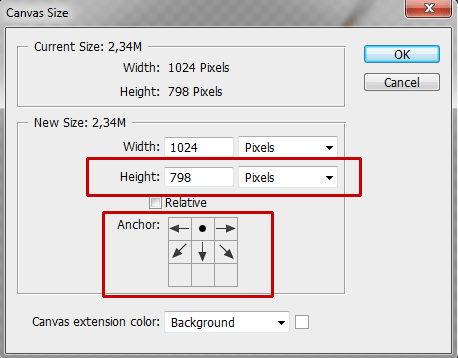 Canvas Size
Current Size: 2,34M
OK
Width: 1024 Pixels
Cancel
Height: 798 Pixels
New Size: 2,34M
Width: 1024 Pixels
Height: 798 Pixels
Relative
Anchor:
Canvas extension color: Background